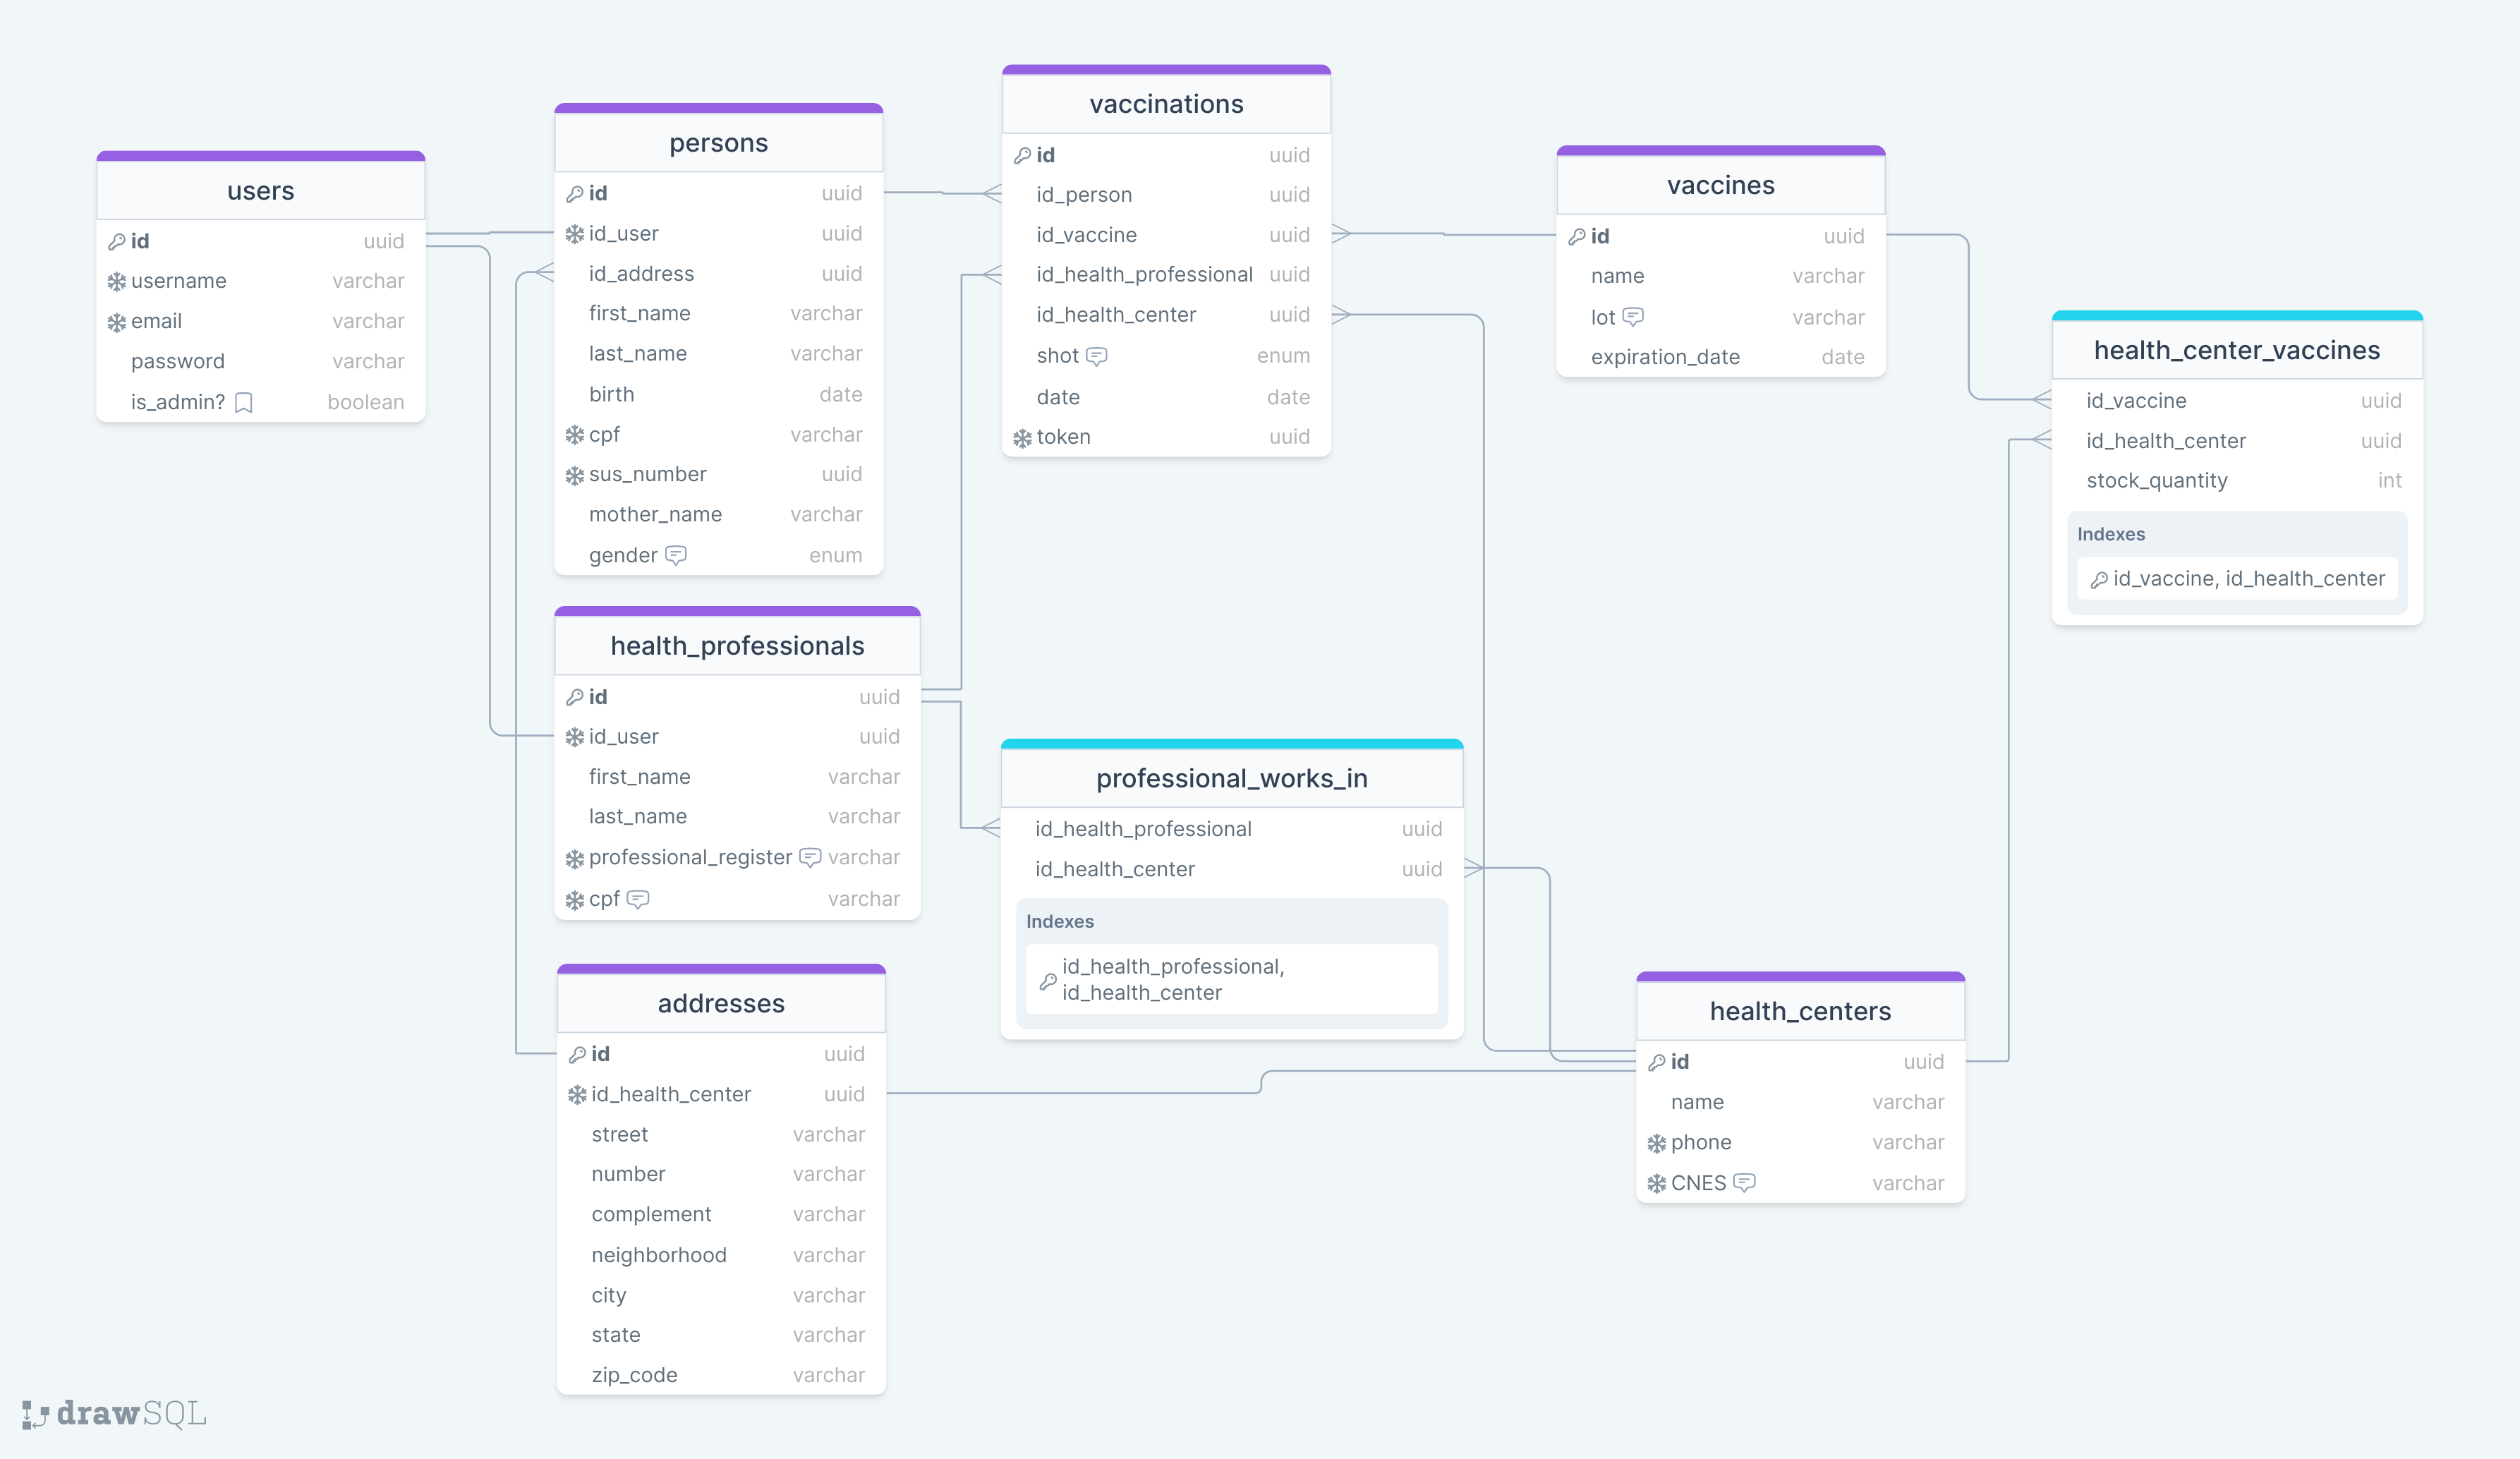 users
id uuid
username varchar
email varchar
password varchar
is_admin? boolean
persons
id uuid
id_user uuid
id_address uuid
first_name varchar
last_name varchar
birth date
cpf varchar
sus_number uuid
mother_name varchar
gender enum
vaccinations
id uuid
id_person uuid
id_vaccine uuid
id_health_professional uuid
id_health_center uuid
shot enum
date date
token uuid
vaccines
id uuid
name varchar
lot varchar
expiration_date date
health_center_vaccines
id_vaccine uuid
id_health_center uuid
stock_quantity int
Indexes
id_vaccine, id_health_center
health_professionals
id uuid
id_user uuid
first_name varchar
last_name varchar
professional_register varchar
cpf varchar
professional_works_in
id_health_professional uuid
id_health_center uuid
Indexes
id_health_professional,
id_health_center
addresses
id uuid
id_health_center uuid
street varchar
number varchar
complement varchar
neighborhood varchar
city varchar
state varchar
zip_code varchar
health_centers
id uuid
name varchar
phone varchar
CNES varchar
drawSQL